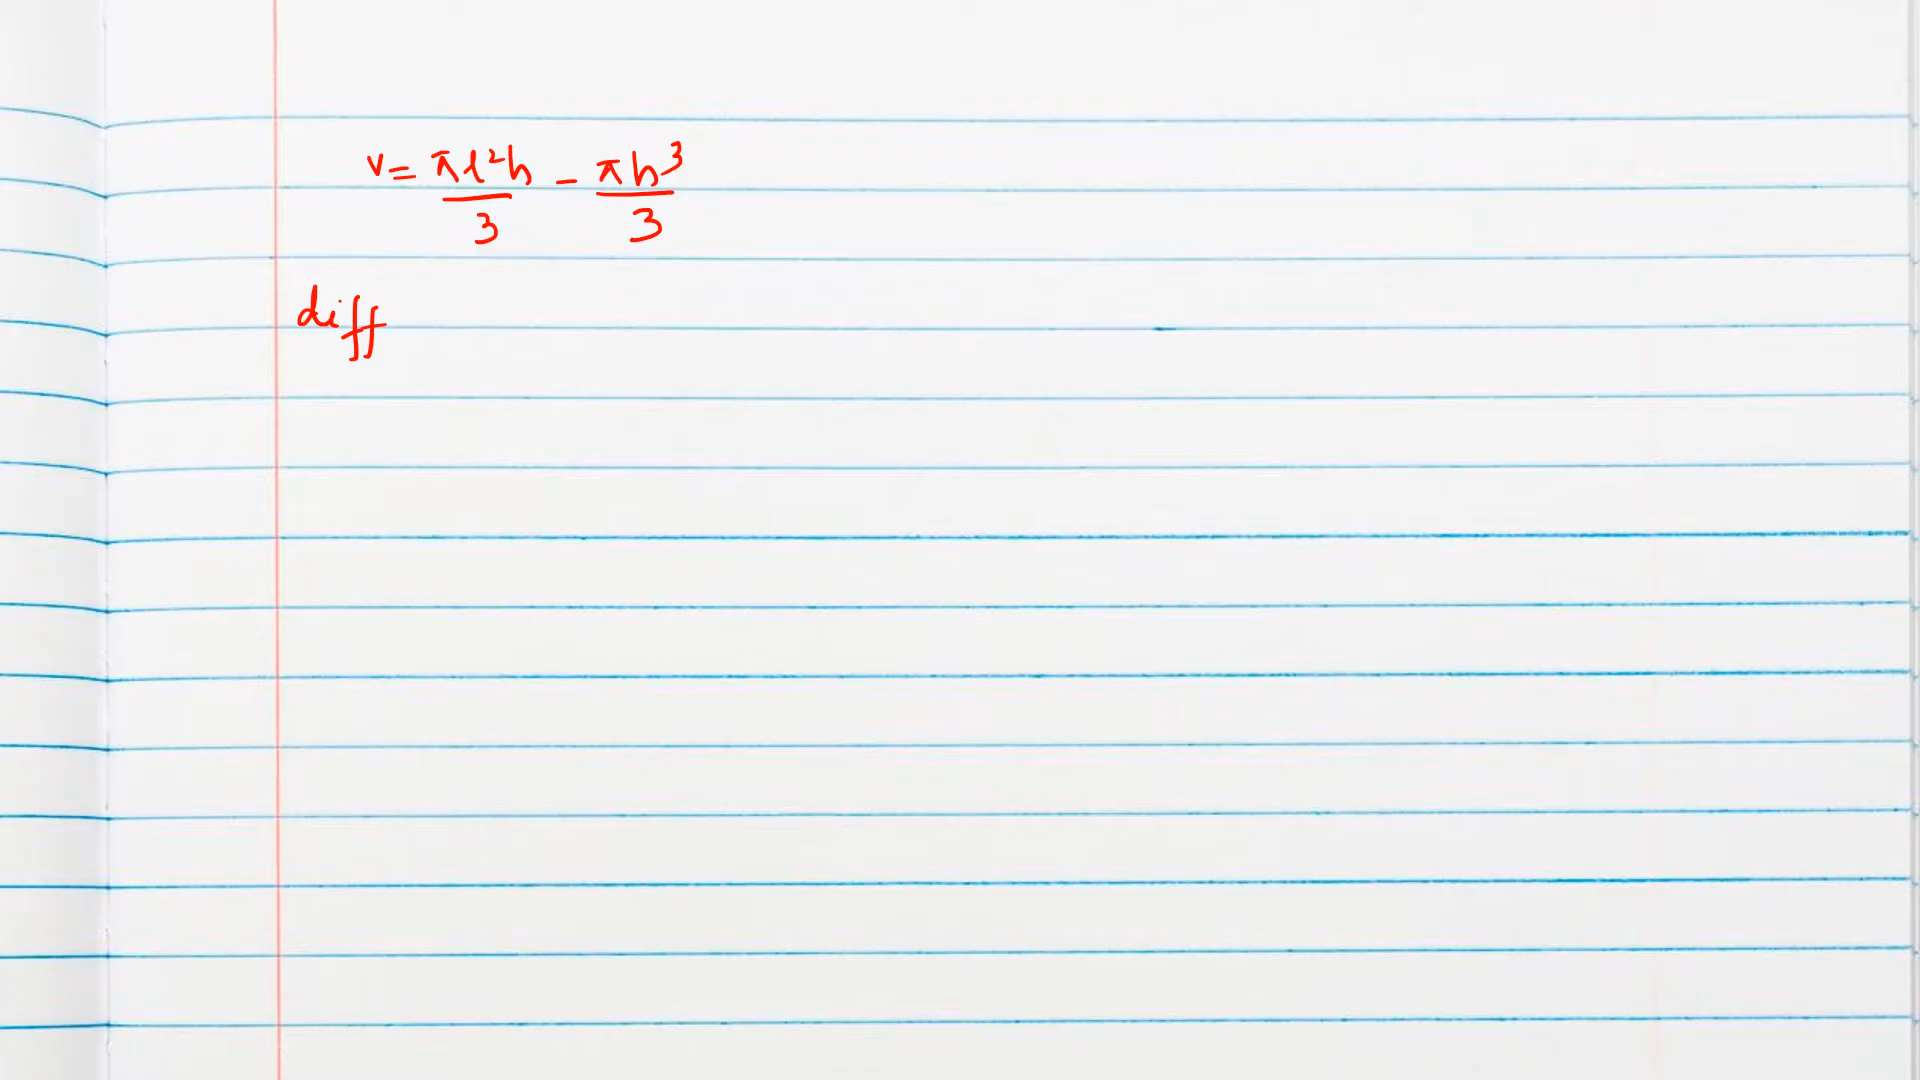 v = πl²h/3 - πh³/3
diff